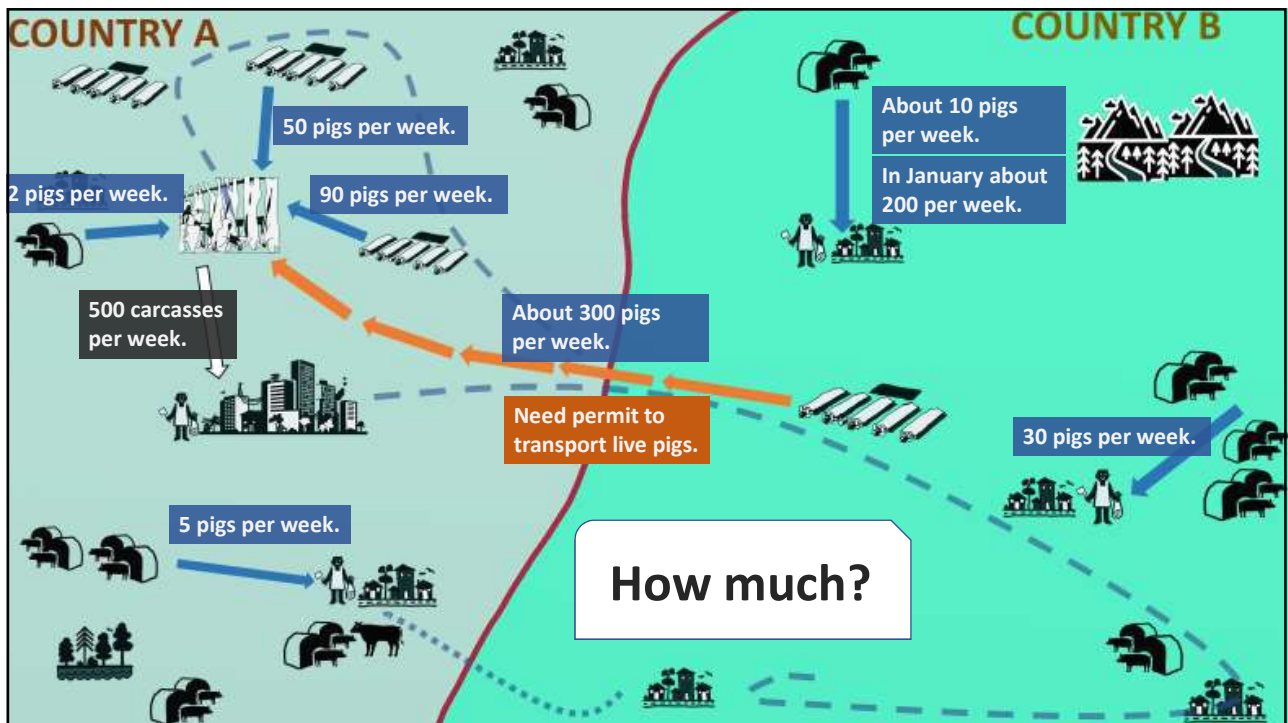 COUNTRY A
COUNTRY B
50 pigs per week.
About 10 pigs
per week.
In January about
200 per week.
2 pigs per week.
90 pigs per week.
500 carcasses
per week.
About 300 pigs
per week.
Need permit to
transport live pigs.
30 pigs per week.
5 pigs per week.
How much?